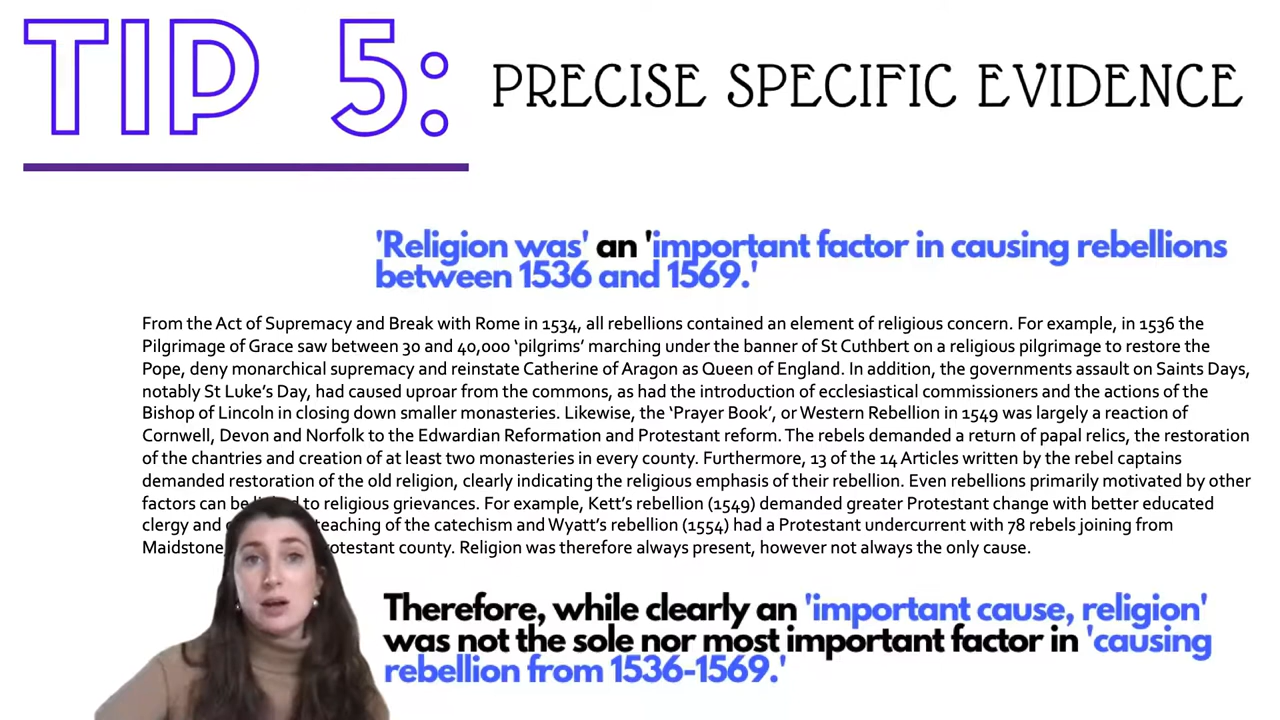 TIP 5: PRECISE SPECIFIC EVIDENCE
'Religion was' an 'important factor in causing rebellions
between 1536 and 1569.'
From the Act of Supremacy and Break with Rome in 1534, all rebellions contained an element of religious concern. For example, in 1536 the
Pilgrimage of Grace saw between 30 and 40,000 ‘pilgrims’ marching under the banner of St Cuthbert on a religious pilgrimage to restore the
Pope, deny monarchical supremacy and reinstate Catherine of Aragon as Queen of England. In addition, the governments assault on Saints Days,
notably St Luke’s Day, had caused uproar from the commons, as had the introduction of ecclesiastical commissioners and the actions of the
Bishop of Lincoln in closing down smaller monasteries. Likewise, the ‘Prayer Book’, or Western Rebellion in 1549 was largely a reaction of
Cornwell, Devon and Norfolk to the Edwardian Reformation and Protestant reform. The rebels demanded a return of papal relics, the restoration
of the chantries and creation of at least two monasteries in every county. Furthermore, 13 of the 14 Articles written by the rebel captains
demanded restoration of the old religion, clearly indicating the religious emphasis of their rebellion. Even rebellions primarily motivated by other
factors can be to religious grievances. For example, Kett’s rebellion (1549) demanded greater Protestant change with better educated
clergy and teaching of the catechism and Wyatt’s rebellion (1554) had a Protestant undercurrent with 78 rebels joining from
Maidstone, county. Religion was therefore always present, however not always the only cause.
Therefore, while clearly an 'important cause, religion'
was not the sole nor most important factor in 'causing
rebellion from 1536-1569.'